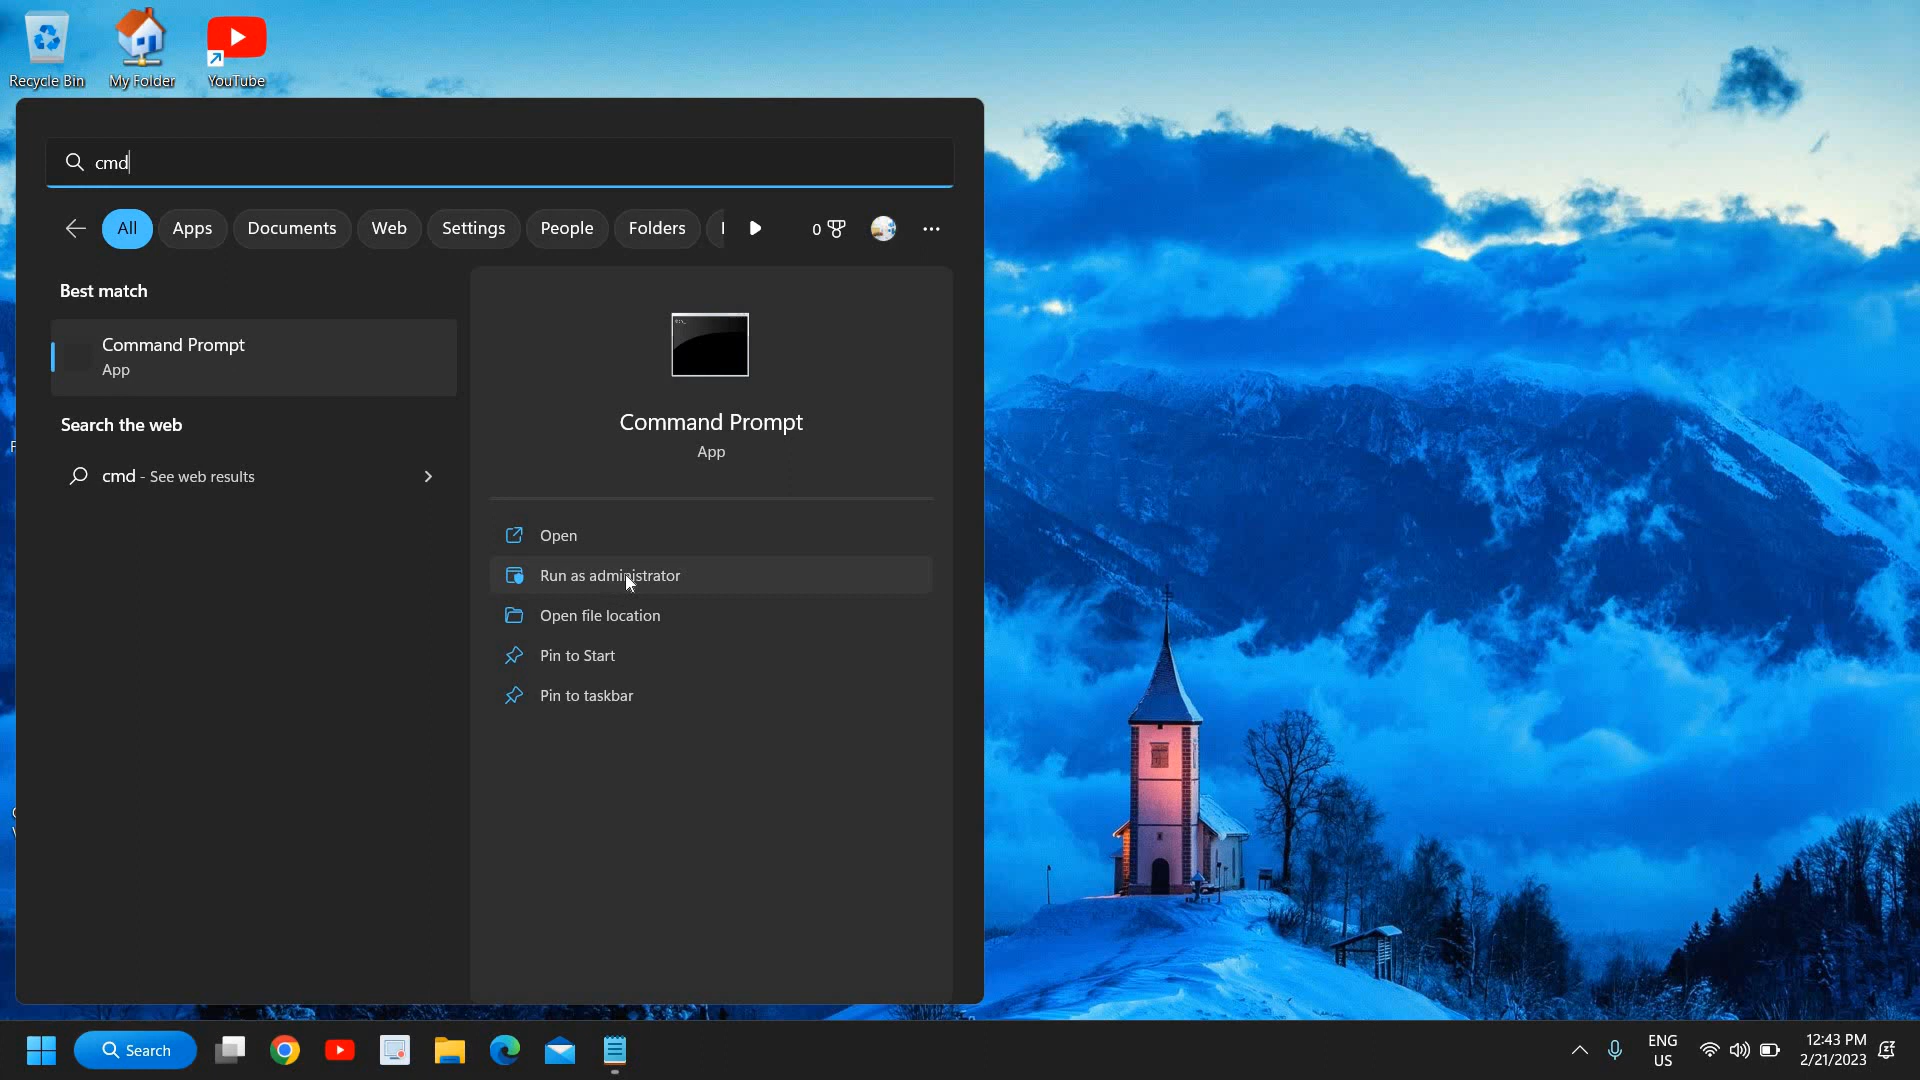 Recycle Bin
My Folder
YouTube
cmd
All
Apps
Documents
Web
Settings
People
Folders
0
Best match
Command Prompt
App
Search the web
cmd - See web results
Command Prompt
App
Open
Run as administrator
Open file location
Pin to Start
Pin to taskbar
Search
ENG
US
12:43 PM
2/21/2023